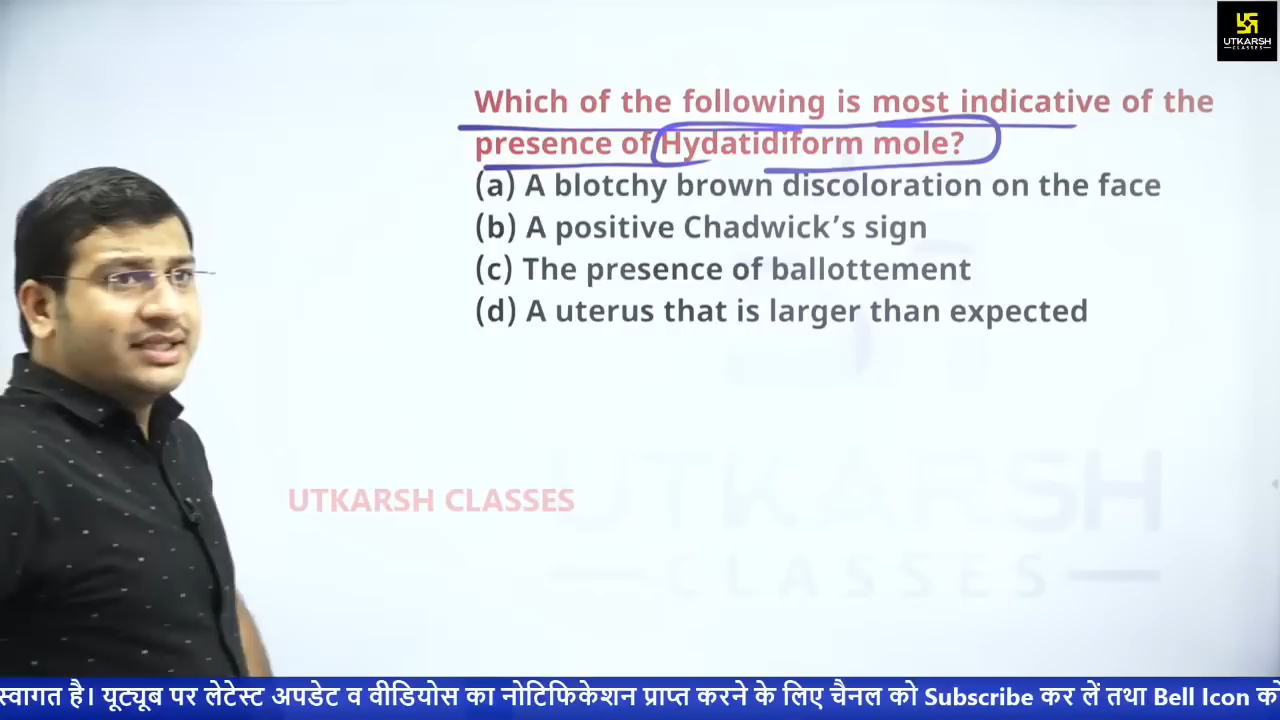 UTKARSH
CLASSES
Which of the following is most indicative of the
presence of Hydatidiform mole?
(a) A blotchy brown discoloration on the face
(b) A positive Chadwick’s sign
(c) The presence of ballottement
(d) A uterus that is larger than expected
UTKARSH CLASSES
UTKARSH
CLASSES
स्वागत है। यूट्यूब पर लेटेस्ट अपडेट व वीडियोस का नोटिफिकेशन प्राप्त करने के लिए चैनल को Subscribe कर लें तथा Bell Icon को